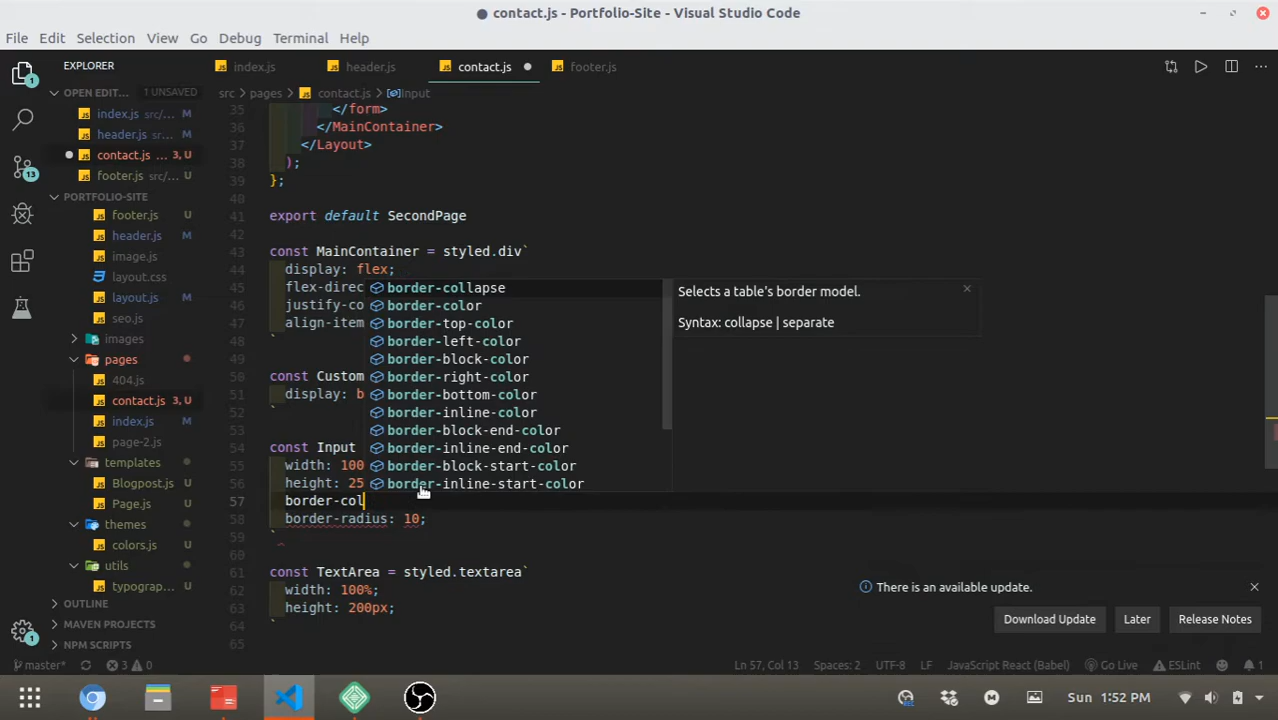 contact.js - Portfolio-Site - Visual Studio Code
File Edit Selection View Go Debug Terminal Help
EXPLORER
index.js header.js contact.js footer.js
OPEN EDIT... 1 UNSAVED
src > pages > contact.js > input
index.js src/... M
header.js sr... M
contact.js ... 3, U
footer.js src/... U
PORTFOLIO-SITE
footer.js U
header.js M
image.js
layout.css
layout.js M
seo.js
images
pages
404.js
contact.js 3, U
index.js M
page-2.js
templates
Blogpost.js U
Page.js U
themes
colors.js U
utils
typograp... U
OUTLINE
MAVEN PROJECTS
NPM SCRIPTS
1
13
1
35 </form>
36 </MainContainer>
37 </Layout>
38 );
39 };
40
41 export default SecondPage
42
43 const MainContainer = styled.div`
44 display: flex;
45 flex-direc
46 justify-co
47 align-item
48 `
49
50 const Custom
51 display: b
52 `
53
54 const Input
55 width: 100
56 height: 25
57 border-col
58 border-radius: 10;
59 `
60
61 const TextArea = styled.textarea`
62 width: 100%;
63 height: 200px;
64 `
65
border-collapse
border-color
border-top-color
border-left-color
border-block-color
border-right-color
border-bottom-color
border-inline-color
border-block-end-color
border-inline-end-color
border-block-start-color
border-inline-start-color
Selects a table's border model.
Syntax: collapse | separate
There is an available update.
Download Update Later Release Notes
master* 3 0 Ln 57, Col 13 Spaces: 2 UTF-8 LF JavaScript React (Babel) Go Live ESLint 1
Sun 1:52 PM